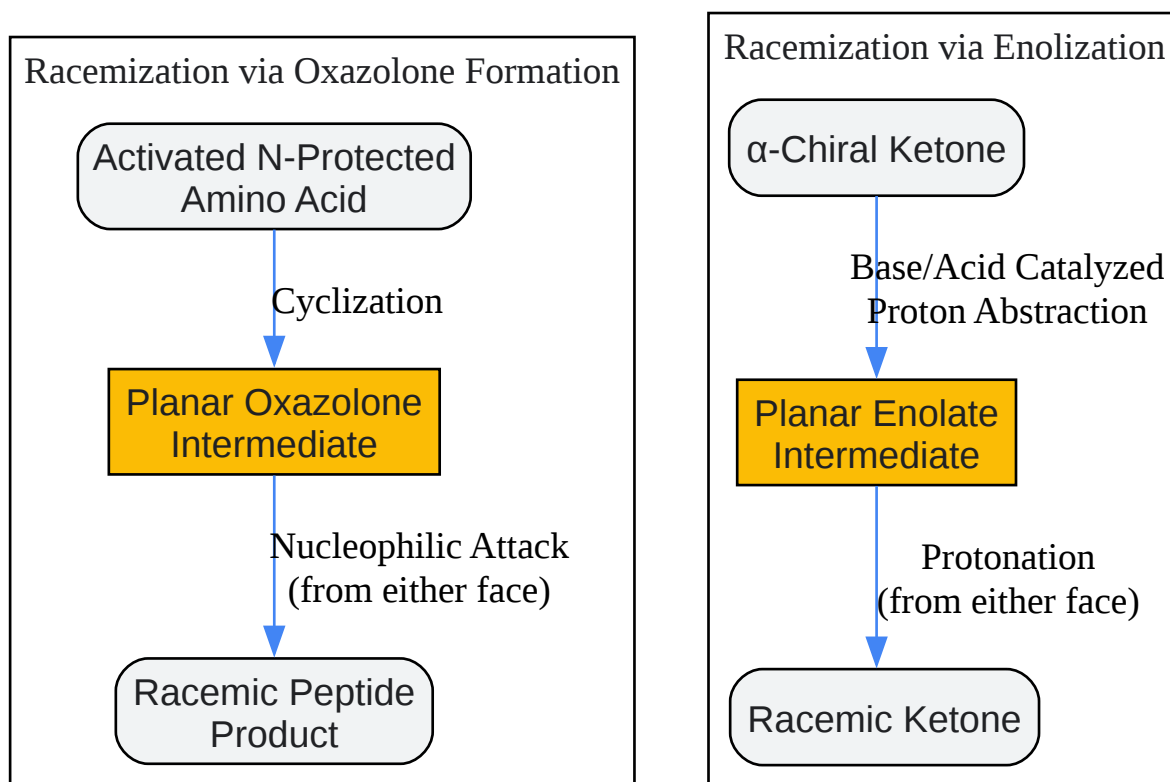 Racemization via Oxazolone Formation
Activated N-Protected
Amino Acid
Cyclization
Planar Oxazolone
Intermediate
Nucleophilic Attack
(from either face)
Racemic Peptide
Product
Racemization via Enolization
α-Chiral Ketone
Base/Acid Catalyzed
Proton Abstraction
Planar Enolate
Intermediate
Protonation
(from either face)
Racemic Ketone